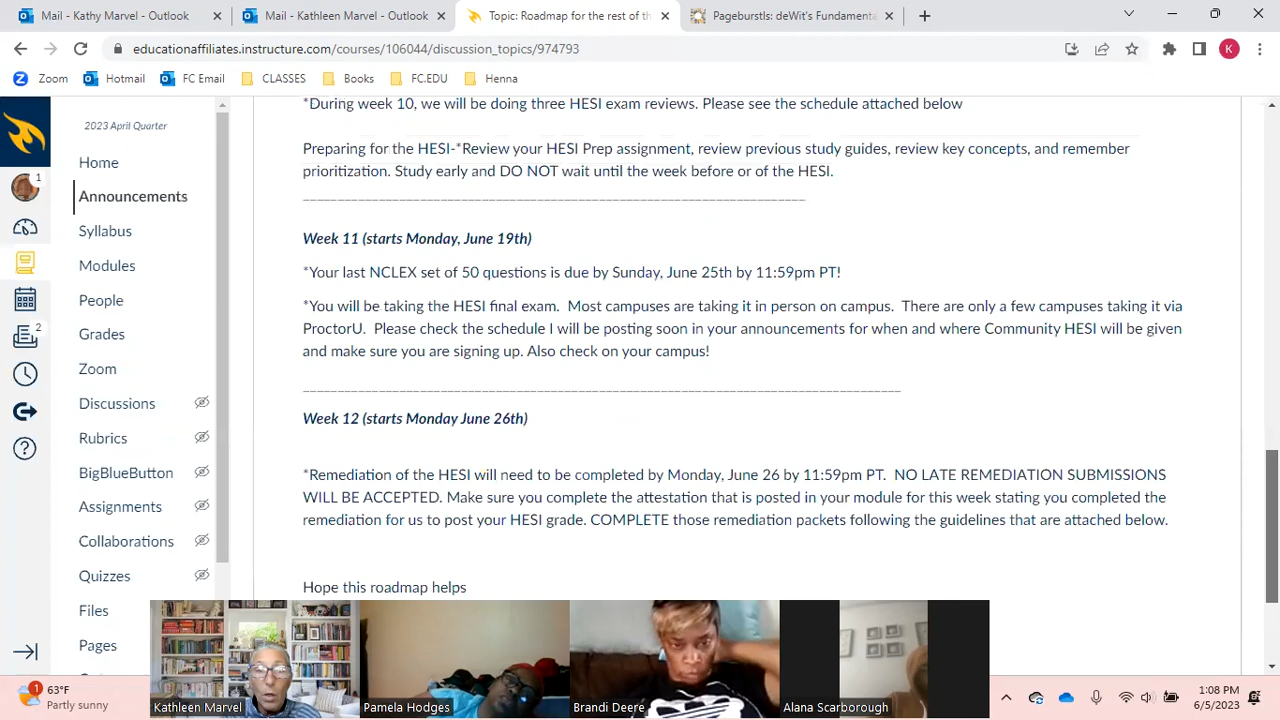 Mail - Kathleen Marvel - Outlook
Mail - Kathleen Marvel - Outlook
Topic: Roadmap for the rest of th
Pageburstls: deWit's Fundamenta
educationaffiliates.instructure.com/courses/106044/discussion_topics/974793
K
Zoom
Hotmail
FC Email
CLASSES
Books
FC.EDU
Henna
2023 April Quarter
Home
Announcements
Syllabus
Modules
People
Grades
Zoom
Discussions
Rubrics
BigBlueButton
Assignments
Collaborations
Quizzes
Files
Pages
1
2
*During week 10, we will be doing three HESI exam reviews. Please see the schedule attached below
Preparing for the HESI-*Review your HESI Prep assignment, review previous study guides, review key concepts, and remember
prioritization. Study early and DO NOT wait until the week before or of the HESI.
Week 11 (starts Monday, June 19th)
*Your last NCLEX set of 50 questions is due by Sunday, June 25th by 11:59pm PT!
*You will be taking the HESI final exam. Most campuses are taking it in person on campus. There are only a few campuses taking it via
ProctorU. Please check the schedule I will be posting soon in your announcements for when and where Community HESI will be given
and make sure you are signing up. Also check on your campus!
Week 12 (starts Monday June 26th)
*Remediation of the HESI will need to be completed by Monday, June 26 by 11:59pm PT. NO LATE REMEDIATION SUBMISSIONS
WILL BE ACCEPTED. Make sure you complete the attestation that is posted in your module for this week stating you completed the
remediation for us to post your HESI grade. COMPLETE those remediation packets following the guidelines that are attached below.
Hope this roadmap helps
Kathleen Marvel
Pamela Hodges
Brandi Deere
Alana Scarborough
1
63°F
Partly sunny
1:08 PM
6/5/2023